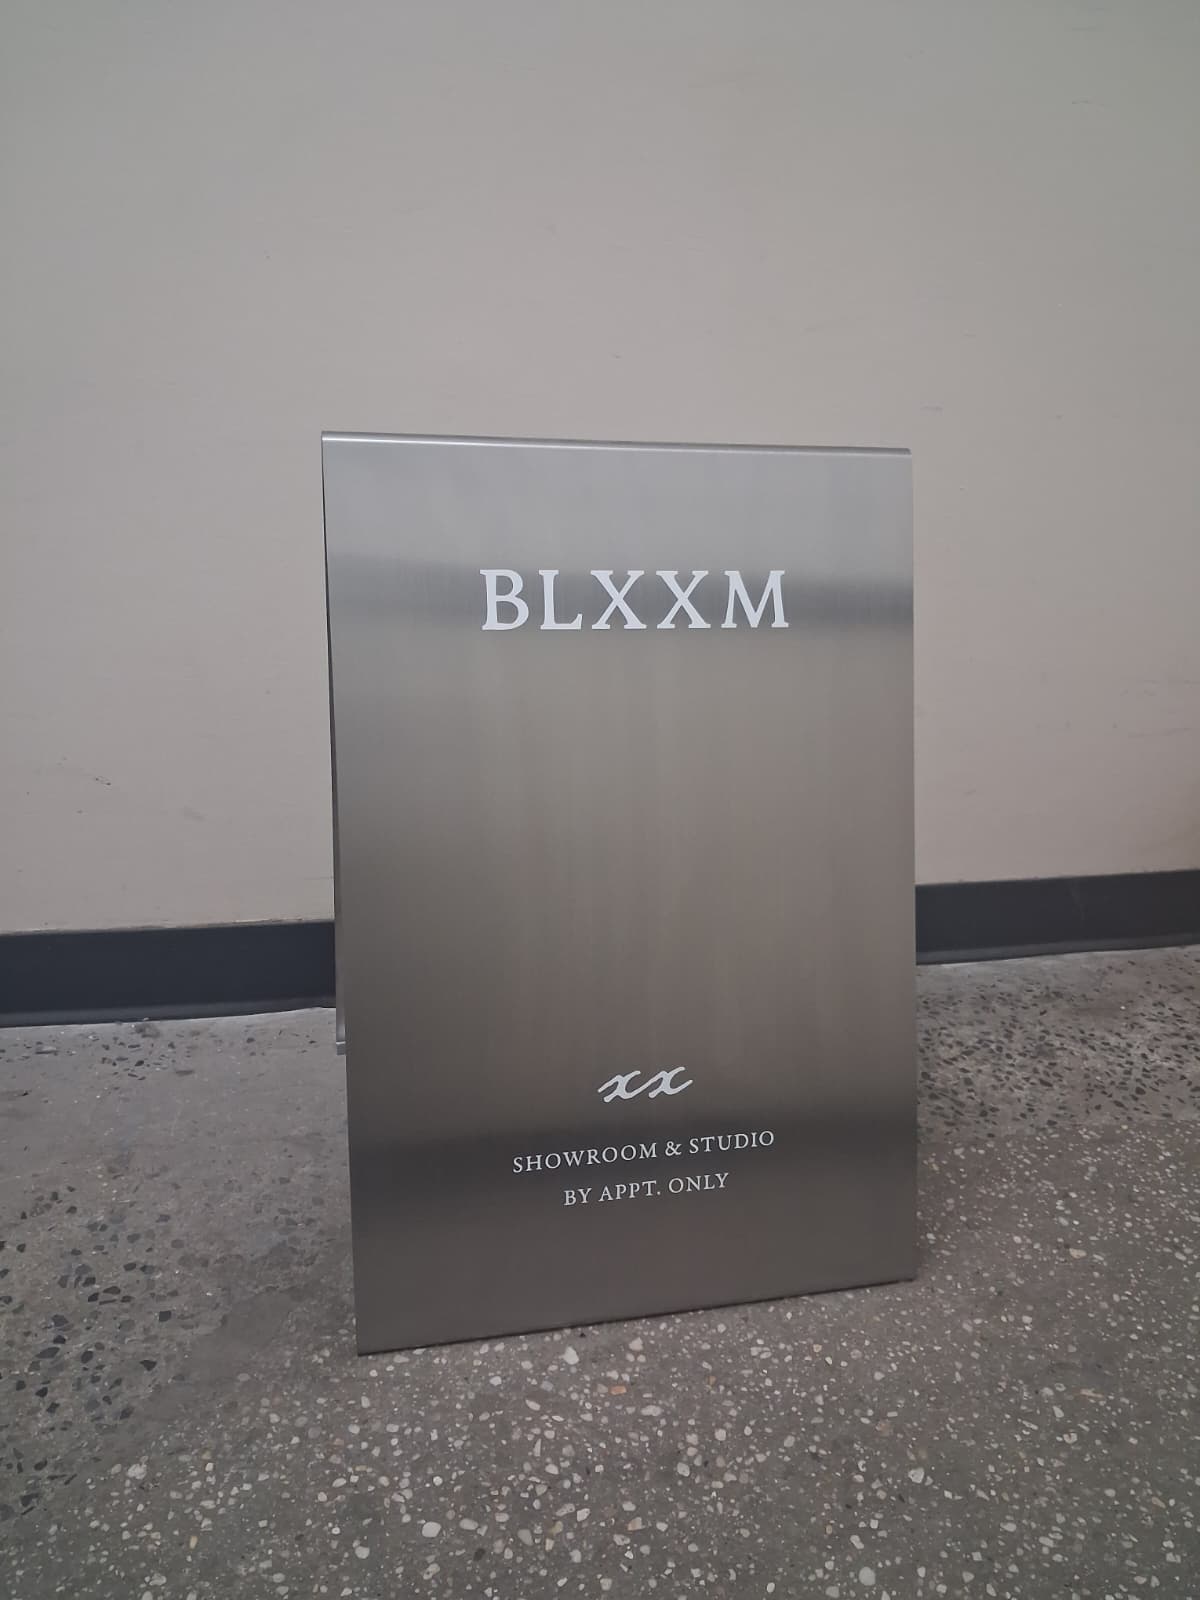 BLXXM
xx
SHOWROOM & STUDIO
BY APPT. ONLY